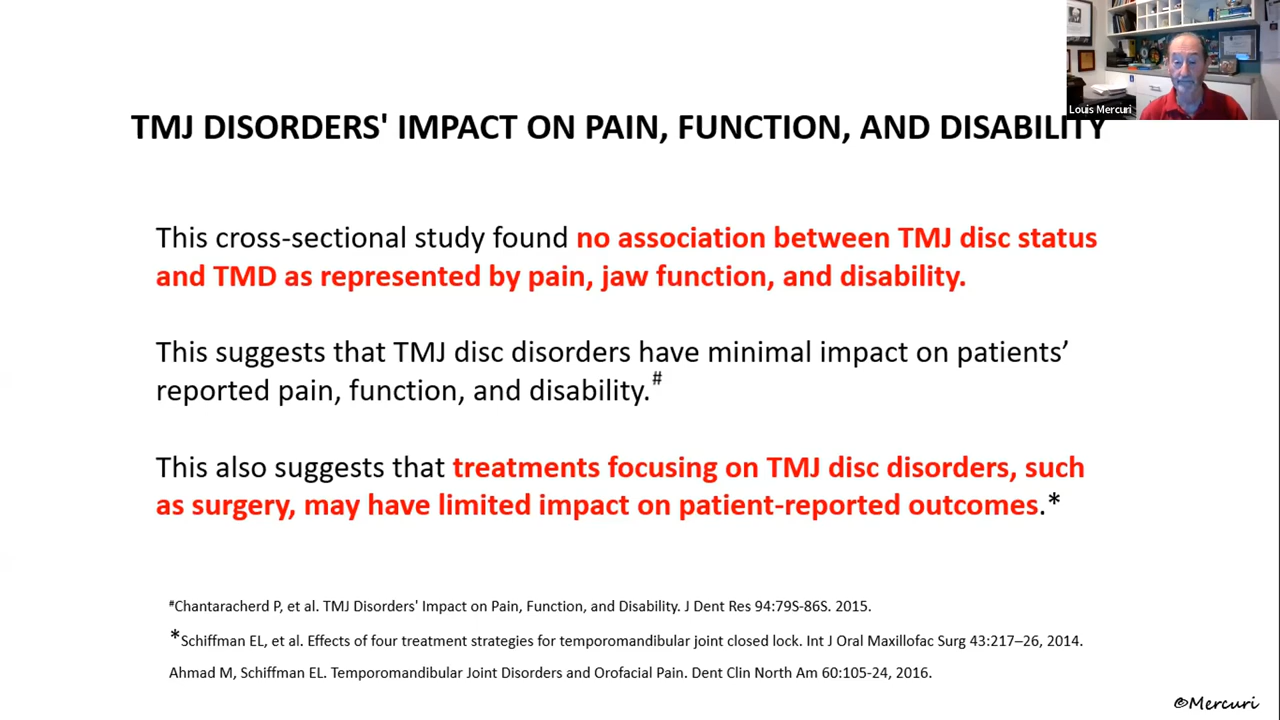 Louis Mercuri
TMJ DISORDERS' IMPACT ON PAIN, FUNCTION, AND DISABILITY
This cross-sectional study found no association between TMJ disc status
and TMD as represented by pain, jaw function, and disability.
This suggests that TMJ disc disorders have minimal impact on patients’
reported pain, function, and disability.#
This also suggests that treatments focusing on TMJ disc disorders, such
as surgery, may have limited impact on patient-reported outcomes.*
#Chantaracherd P, et al. TMJ Disorders' Impact on Pain, Function, and Disability. J Dent Res 94:79S-86S. 2015.
*Schiffman EL, et al. Effects of four treatment strategies for temporomandibular joint closed lock. Int J Oral Maxillofac Surg 43:217–26, 2014.
Ahmad M, Schiffman EL. Temporomandibular Joint Disorders and Orofacial Pain. Dent Clin North Am 60:105-24, 2016.
©Mercuri